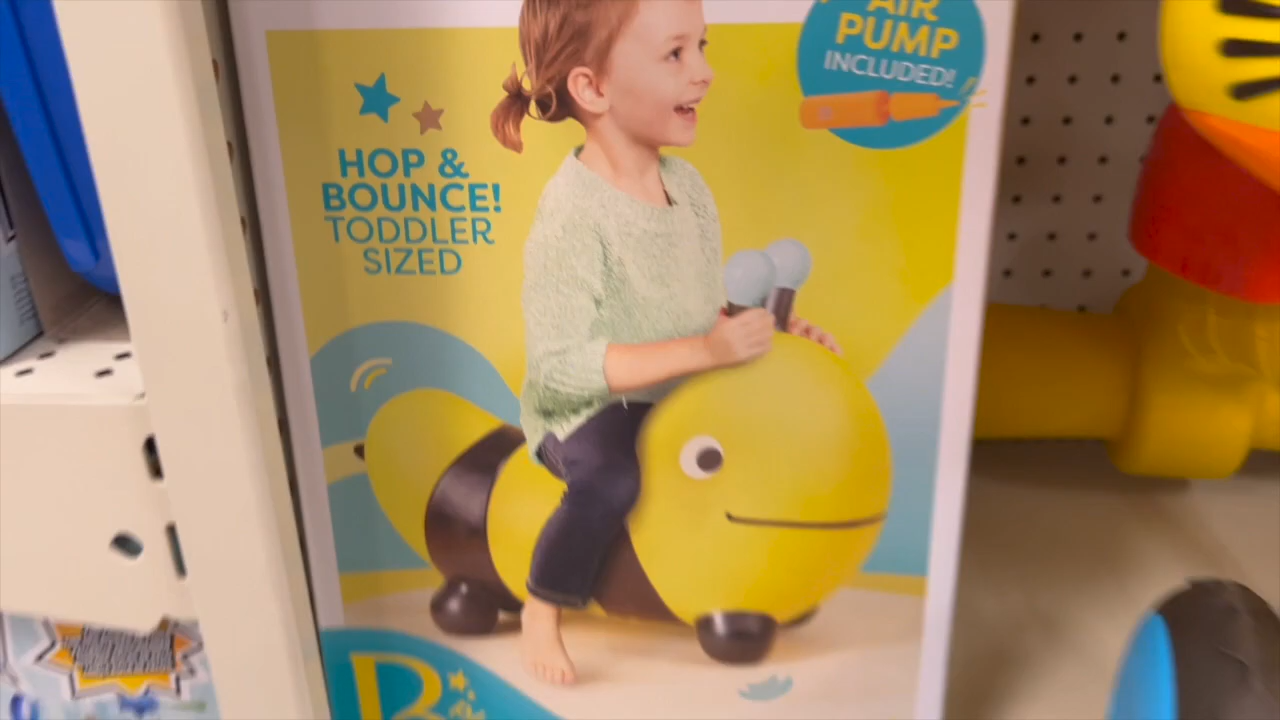 AIR
PUMP
INCLUDED!
HOP &
BOUNCE!
TODDLER
SIZED
B